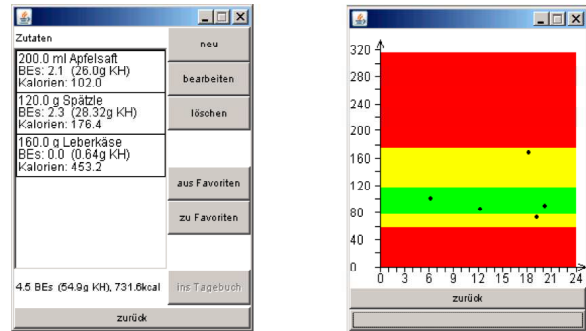 Zutaten
neu
200.0 ml Apfelsaft
BEs: 2.1 (26.0g KH)
Kalorien: 102.0
bearbeiten
120.0 g Spätzle
BEs: 2.3 (28.32g KH)
Kalorien: 176.4
löschen
160.0 g Leberkäse
BEs: 0.0 (0.64g KH)
Kalorien: 453.2
aus Favoriten
zu Favoriten
4.5 BEs (54.9g KH), 731.6kcal
ins Tagebuch
zurück
320
280
240
200
160
120
80
40
0
0 3 6 9 12 15 18 21 24
zurück